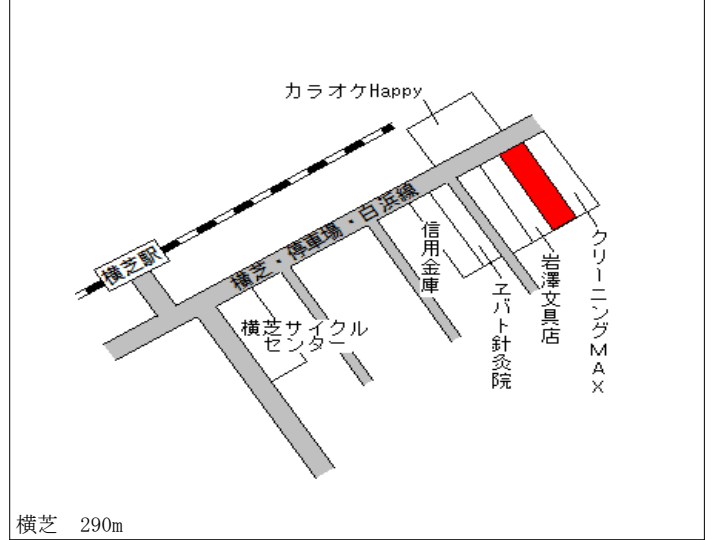 カラオケHappy
横芝駅
横芝・停車場・白浜線
信用金庫
横芝サイクル
センター
ヱバト針灸院
岩澤文具店
クリーニングMAX
横芝　290m